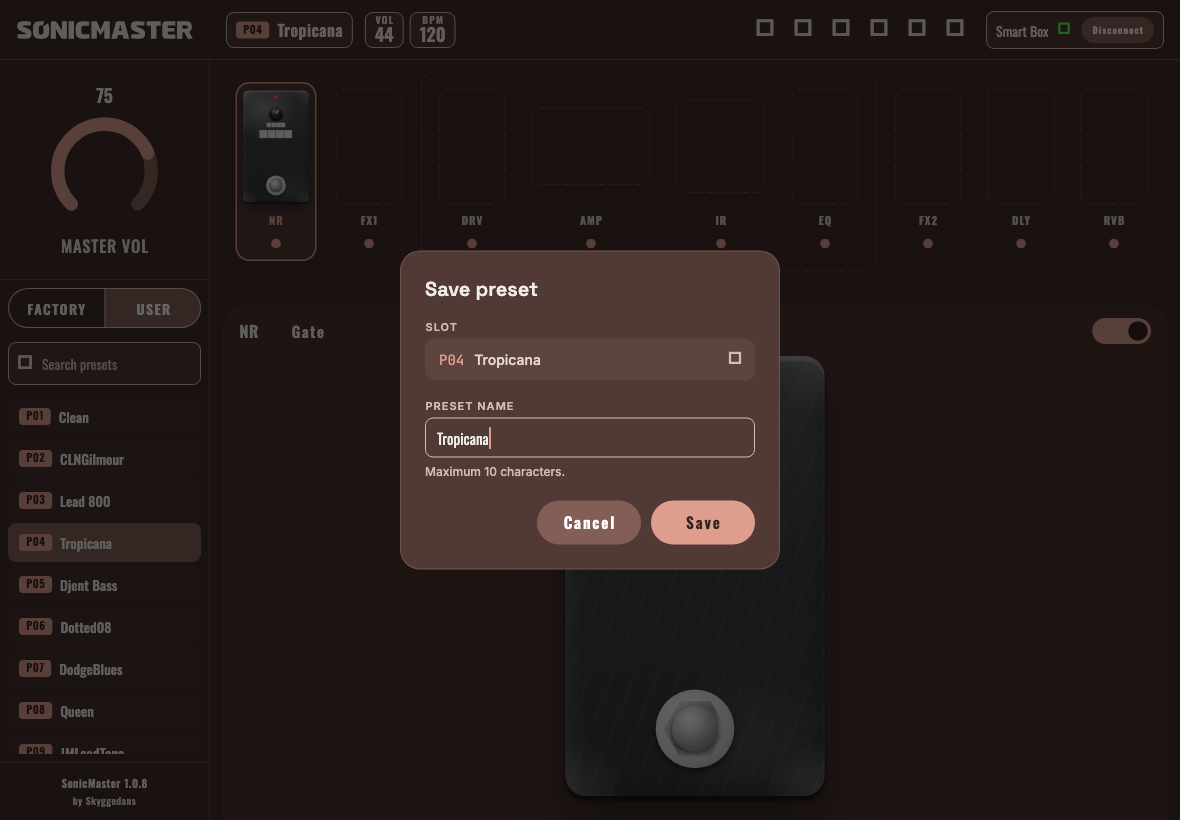 SONICMASTER
P04 Tropicana
VOL
44
BPM
120
Smart Box
Disconnect
75
MASTER VOL
FACTORY
USER
Search presets
P01 Clean
P02 CLNGilmour
P03 Lead 800
P04 Tropicana
P05 Djent Bass
P06 Dotted08
P07 DodgeBlues
P08 Queen
P09 JMLeadTone
SonicMaster 1.0.8
by Skyggedans
NR
FX1
DRV
AMP
IR
EQ
FX2
DLY
RVB
NR Gate
Save preset
SLOT
P04 Tropicana
PRESET NAME
Tropicana
Maximum 10 characters.
Cancel
Save